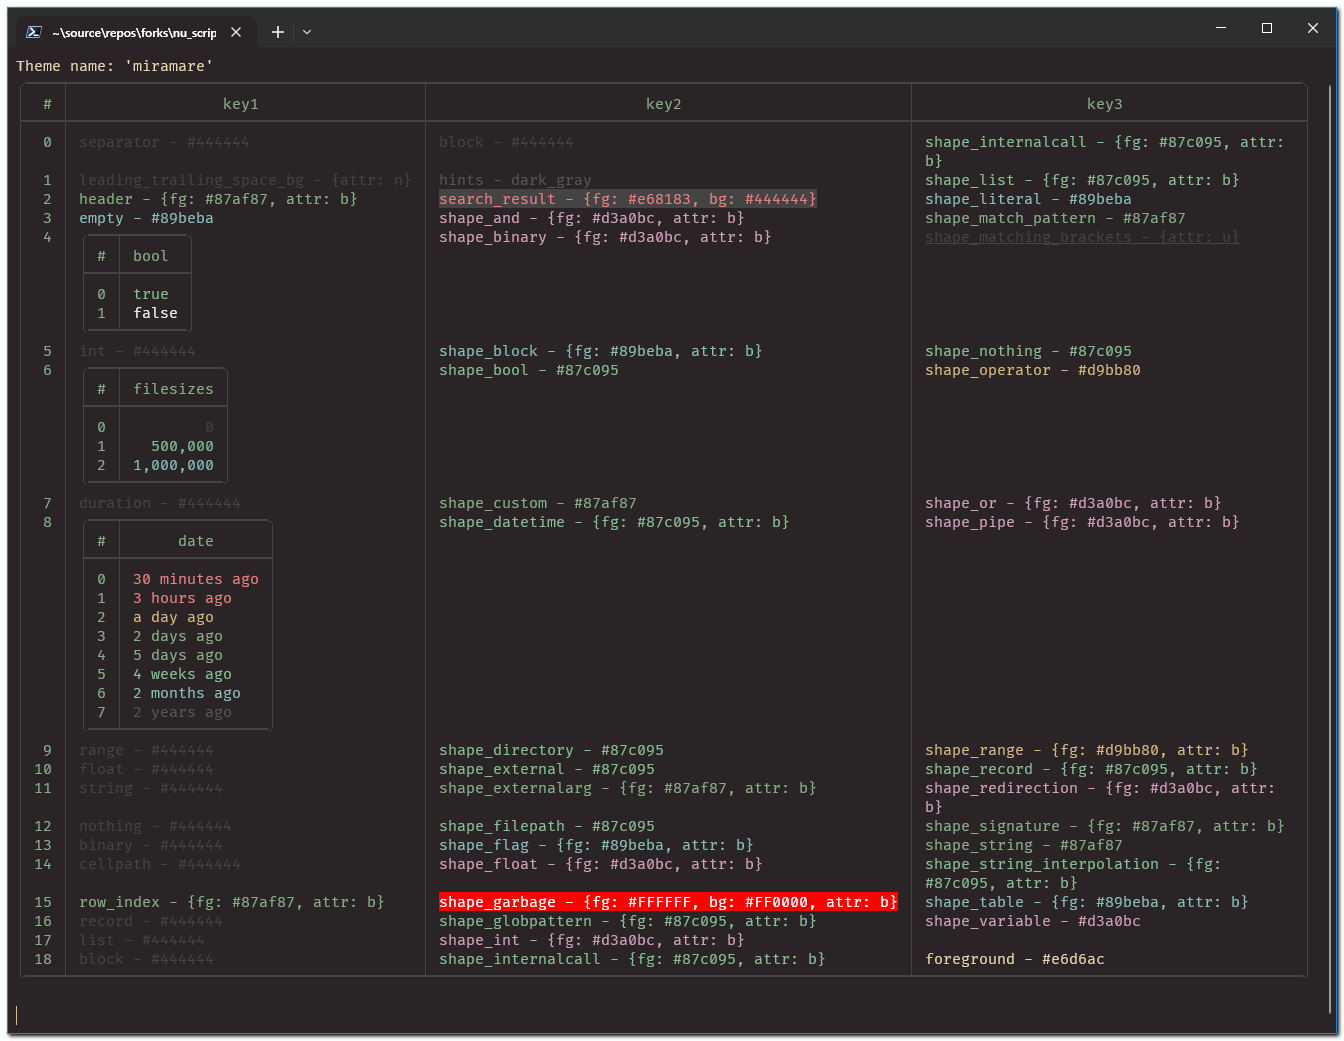 ~\source\repos\forks\nu_scrip
Theme name: 'miramare'
# key1 key2 key3
0 separator - #444444 block - #444444 shape_internalcall - {fg: #87c095, attr:
b}
1 leading_trailing_space_bg - {attr: n} hints - dark_gray shape_list - {fg: #87c095, attr: b}
2 header - {fg: #87af87, attr: b} search_result - {fg: #e68183, bg: #444444} shape_literal - #89beba
3 empty - #89beba shape_and - {fg: #d3a0bc, attr: b} shape_match_pattern - #87af87
4 shape_binary - {fg: #d3a0bc, attr: b} shape_matching_brackets - {attr: u}
# bool
0 true
1 false
5 int - #444444 shape_block - {fg: #89beba, attr: b} shape_nothing - #87c095
6 shape_bool - #87c095 shape_operator - #d9bb80
# filesizes
0 0
1 500,000
2 1,000,000
7 duration - #444444 shape_custom - #87af87 shape_or - {fg: #d3a0bc, attr: b}
8 shape_datetime - {fg: #87c095, attr: b} shape_pipe - {fg: #d3a0bc, attr: b}
# date
0 30 minutes ago
1 3 hours ago
2 a day ago
3 2 days ago
4 5 days ago
5 4 weeks ago
6 2 months ago
7 2 years ago
9 range - #444444 shape_directory - #87c095 shape_range - {fg: #d9bb80, attr: b}
10 float - #444444 shape_external - #87c095 shape_record - {fg: #87c095, attr: b}
11 string - #444444 shape_externalarg - {fg: #87af87, attr: b} shape_redirection - {fg: #d3a0bc, attr:
b}
12 nothing - #444444 shape_filepath - #87c095 shape_signature - {fg: #87af87, attr: b}
13 binary - #444444 shape_flag - {fg: #89beba, attr: b} shape_string - #87af87
14 cellpath - #444444 shape_float - {fg: #d3a0bc, attr: b} shape_string_interpolation - {fg:
#87c095, attr: b}
15 row_index - {fg: #87af87, attr: b} shape_garbage - {fg: #FFFFFF, bg: #FF0000, attr: b} shape_table - {fg: #89beba, attr: b}
16 record - #444444 shape_globpattern - {fg: #87c095, attr: b} shape_variable - #d3a0bc
17 list - #444444 shape_int - {fg: #d3a0bc, attr: b}
18 block - #444444 shape_internalcall - {fg: #87c095, attr: b} foreground - #e6d6ac